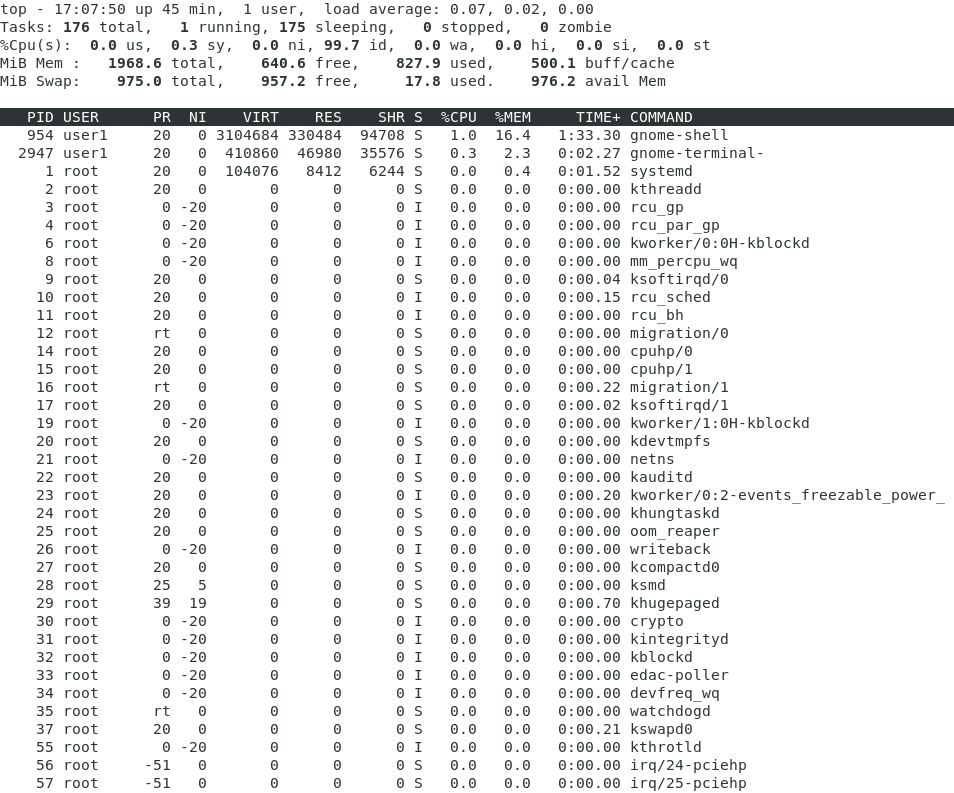 top - 17:07:50 up 45 min,  1 user,  load average: 0.07, 0.02, 0.00
Tasks: 176 total,   1 running, 175 sleeping,   0 stopped,   0 zombie
%Cpu(s):  0.0 us,  0.3 sy,  0.0 ni, 99.7 id,  0.0 wa,  0.0 hi,  0.0 si,  0.0 st
MiB Mem :   1968.6 total,    640.6 free,    827.9 used,    500.1 buff/cache
MiB Swap:    975.0 total,    957.2 free,     17.8 used.    976.2 avail Mem
PID USER      PR  NI    VIRT    RES    SHR S  %CPU  %MEM     TIME+ COMMAND
954 user1     20   0 3104684 330484  94708 S   1.0  16.4   1:33.30 gnome-shell
2947 user1     20   0  410860  46980  35576 S   0.3   2.3   0:02.27 gnome-terminal-
1 root      20   0  104076   8412   6244 S   0.0   0.4   0:01.52 systemd
2 root      20   0       0      0      0 S   0.0   0.0   0:00.00 kthreadd
3 root       0 -20       0      0      0 I   0.0   0.0   0:00.00 rcu_gp
4 root       0 -20       0      0      0 I   0.0   0.0   0:00.00 rcu_par_gp
6 root       0 -20       0      0      0 I   0.0   0.0   0:00.00 kworker/0:0H-kblockd
8 root       0 -20       0      0      0 I   0.0   0.0   0:00.00 mm_percpu_wq
9 root      20   0       0      0      0 S   0.0   0.0   0:00.04 ksoftirqd/0
10 root      20   0       0      0      0 I   0.0   0.0   0:00.15 rcu_sched
11 root      20   0       0      0      0 I   0.0   0.0   0:00.00 rcu_bh
12 root      rt   0       0      0      0 S   0.0   0.0   0:00.00 migration/0
14 root      20   0       0      0      0 S   0.0   0.0   0:00.00 cpuhp/0
15 root      20   0       0      0      0 S   0.0   0.0   0:00.00 cpuhp/1
16 root      rt   0       0      0      0 S   0.0   0.0   0:00.22 migration/1
17 root      20   0       0      0      0 S   0.0   0.0   0:00.02 ksoftirqd/1
19 root       0 -20       0      0      0 I   0.0   0.0   0:00.00 kworker/1:0H-kblockd
20 root      20   0       0      0      0 S   0.0   0.0   0:00.00 kdevtmpfs
21 root       0 -20       0      0      0 I   0.0   0.0   0:00.00 netns
22 root      20   0       0      0      0 S   0.0   0.0   0:00.00 kauditd
23 root      20   0       0      0      0 I   0.0   0.0   0:00.20 kworker/0:2-events_freezable_power_
24 root      20   0       0      0      0 S   0.0   0.0   0:00.00 khungtaskd
25 root      20   0       0      0      0 S   0.0   0.0   0:00.00 oom_reaper
26 root       0 -20       0      0      0 I   0.0   0.0   0:00.00 writeback
27 root      20   0       0      0      0 S   0.0   0.0   0:00.00 kcompactd0
28 root      25   5       0      0      0 S   0.0   0.0   0:00.00 ksmd
29 root      39  19       0      0      0 S   0.0   0.0   0:00.70 khugepaged
30 root       0 -20       0      0      0 I   0.0   0.0   0:00.00 crypto
31 root       0 -20       0      0      0 I   0.0   0.0   0:00.00 kintegrityd
32 root       0 -20       0      0      0 I   0.0   0.0   0:00.00 kblockd
33 root       0 -20       0      0      0 I   0.0   0.0   0:00.00 edac-poller
34 root       0 -20       0      0      0 I   0.0   0.0   0:00.00 devfreq_wq
35 root      rt   0       0      0      0 S   0.0   0.0   0:00.00 watchdogd
37 root      20   0       0      0      0 S   0.0   0.0   0:00.21 kswapd0
55 root       0 -20       0      0      0 I   0.0   0.0   0:00.00 kthrotld
56 root     -51   0       0      0      0 S   0.0   0.0   0:00.00 irq/24-pciehp
57 root     -51   0       0      0      0 S   0.0   0.0   0:00.00 irq/25-pciehp